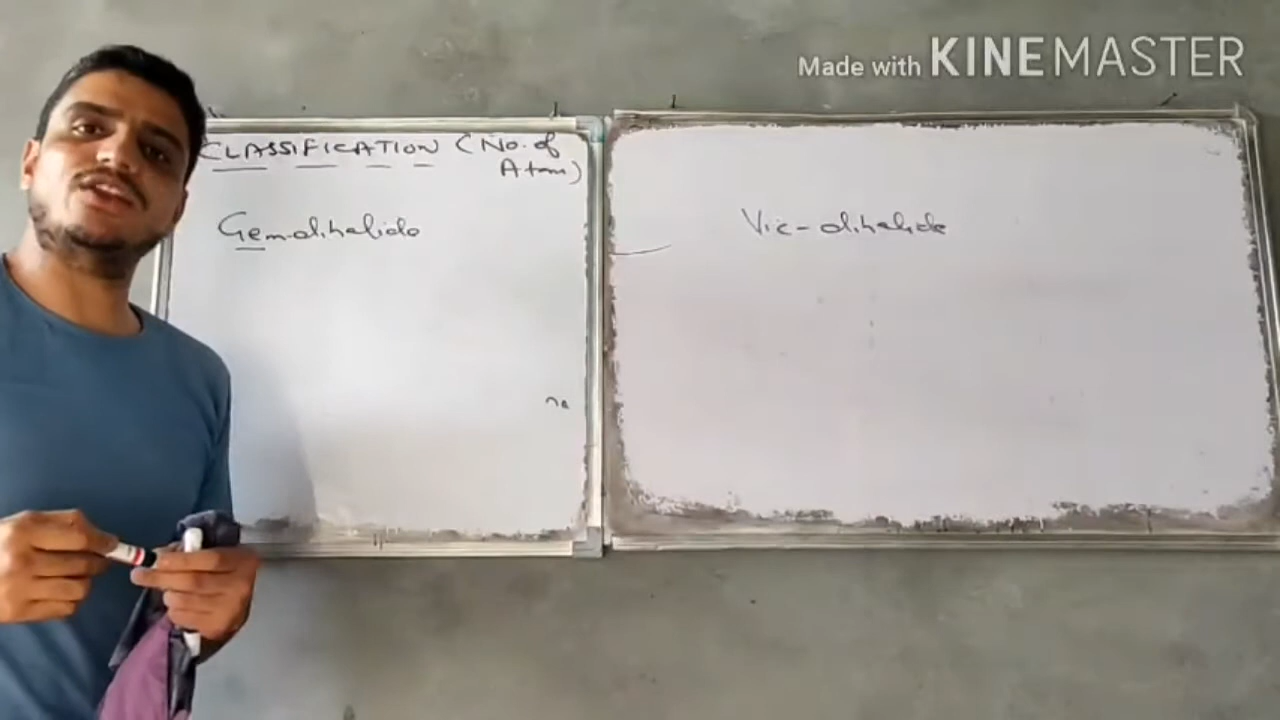 Made with KINEMASTER
CLASSIFICATION (No. of
Atom)
Gem-dihalide
Vic-dihalide